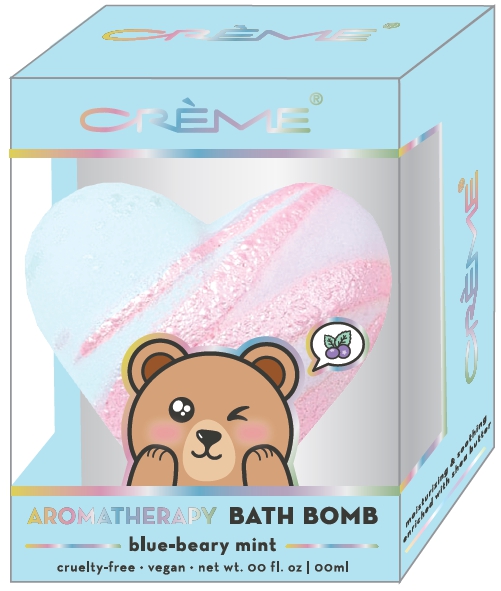 CRÈME®
CRÈME®
CRÈME®
AROMATHERAPY BATH BOMB
blue-beary mint
cruelty-free • vegan • net wt. 00 fl. oz | 00ml
moisturizing & soothing
enriched with shea butter